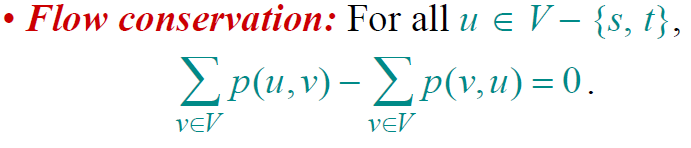 • Flow conservation: For all u ∈ V – {s, t},
∑ p(u,v) – ∑ p(v,u) = 0 .
v∈V v∈V